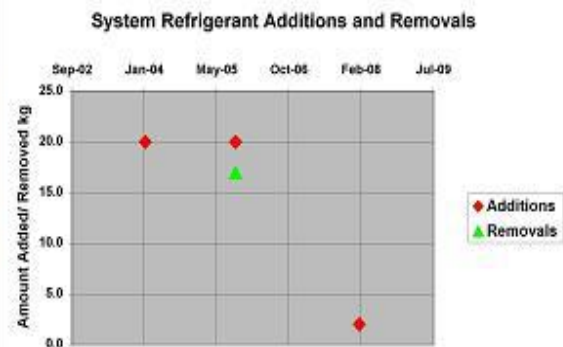 System Refrigerant Additions and Removals
Sep-02 Jan-04 May-05 Oct-06 Feb-08 Jul-09
25.0
20.0
15.0
10.0
5.0
0.0
Amount Added/ Removed kg
Additions
Removals